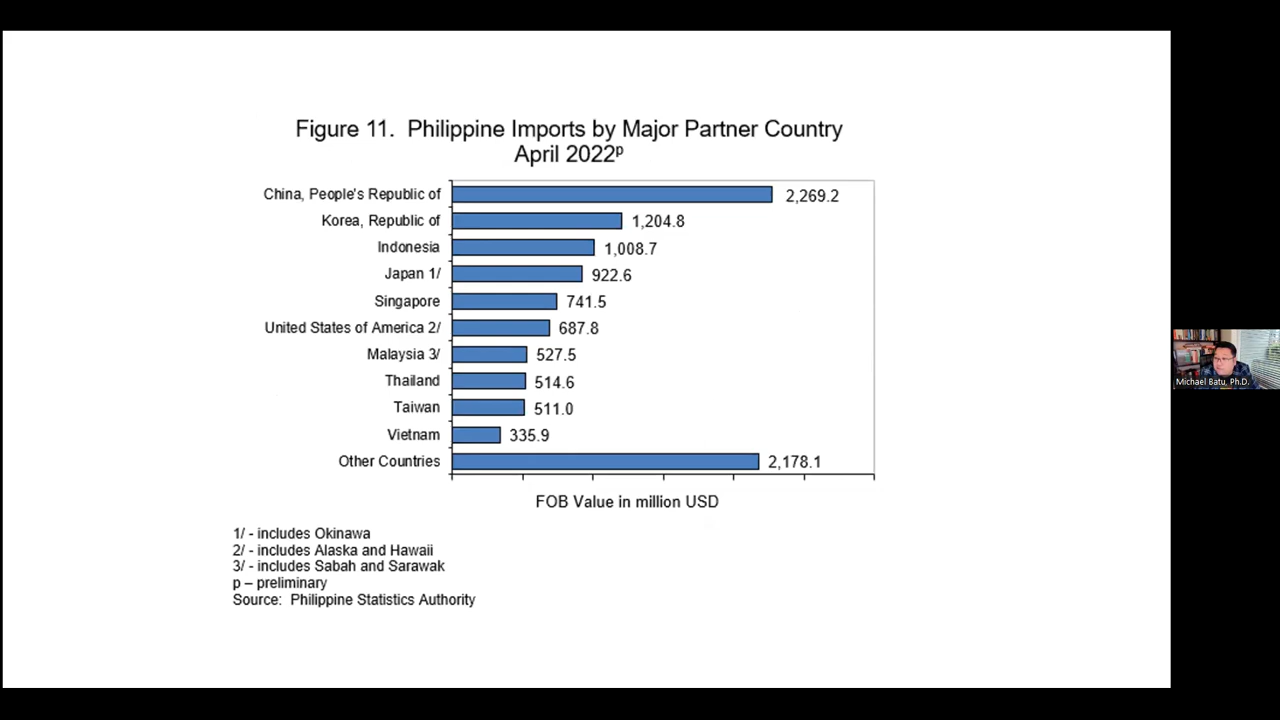 Figure 11. Philippine Imports by Major Partner Country
April 2022ᵖ
China, People's Republic of 2,269.2
Korea, Republic of 1,204.8
Indonesia 1,008.7
Japan 1/ 922.6
Singapore 741.5
United States of America 2/ 687.8
Malaysia 3/ 527.5
Thailand 514.6
Taiwan 511.0
Vietnam 335.9
Other Countries 2,178.1
FOB Value in million USD
1/ - includes Okinawa
2/ - includes Alaska and Hawaii
3/ - includes Sabah and Sarawak
p – preliminary
Source: Philippine Statistics Authority
Michael Batu, Ph.D.